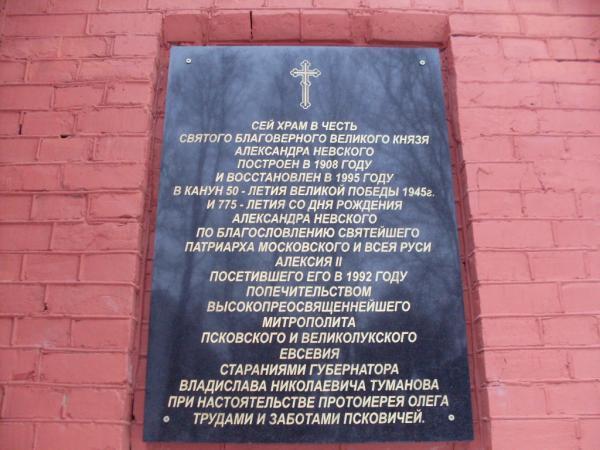 СЕЙ ХРАМ В ЧЕСТЬ
СВЯТОГО БЛАГОВЕРНОГО ВЕЛИКОГО КНЯЗЯ
АЛЕКСАНДРА НЕВСКОГО
ПОСТРОЕН В 1908 ГОДУ
И ВОССТАНОВЛЕН В 1995 ГОДУ
В КАНУН 50 - ЛЕТИЯ ВЕЛИКОЙ ПОБЕДЫ 1945г.
И 775 - ЛЕТИЯ СО ДНЯ РОЖДЕНИЯ
АЛЕКСАНДРА НЕВСКОГО
ПО БЛАГОСЛОВЛЕНИЮ СВЯТЕЙШЕГО
ПАТРИАРХА МОСКОВСКОГО И ВСЕЯ РУСИ
АЛЕКСИЯ II
ПОСЕТИВШЕГО ЕГО В 1992 ГОДУ
ПОПЕЧИТЕЛЬСТВОМ
ВЫСОКОПРЕОСВЯЩЕННЕЙШЕГО
МИТРОПОЛИТА
ПСКОВСКОГО И ВЕЛИКОЛУКСКОГО
ЕВСЕВИЯ
СТАРАНИЯМИ ГУБЕРНАТОРА
ВЛАДИСЛАВА НИКОЛАЕВИЧА ТУМАНОВА
ПРИ НАСТОЯТЕЛЬСТВЕ ПРОТОИЕРЕЯ ОЛЕГА
ТРУДАМИ И ЗАБОТАМИ ПСКОВИЧЕЙ.